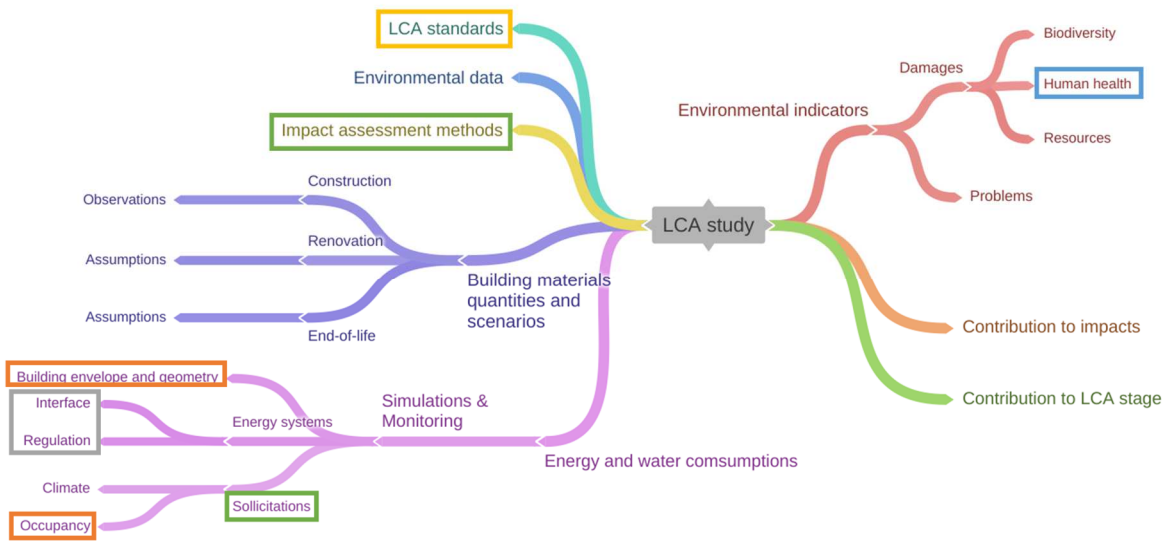 LCA standards
Environmental data
Impact assessment methods
Construction
Observations
Renovation
Assumptions
Assumptions
End-of-life
Building materials
quantities and
scenarios
Building envelope and geometry
Interface
Energy systems
Regulation
Simulations &
Monitoring
Climate
Sollicitations
Occupancy
Energy and water comsumptions
LCA study
Biodiversity
Damages
Human health
Environmental indicators
Resources
Problems
Contribution to impacts
Contribution to LCA stage